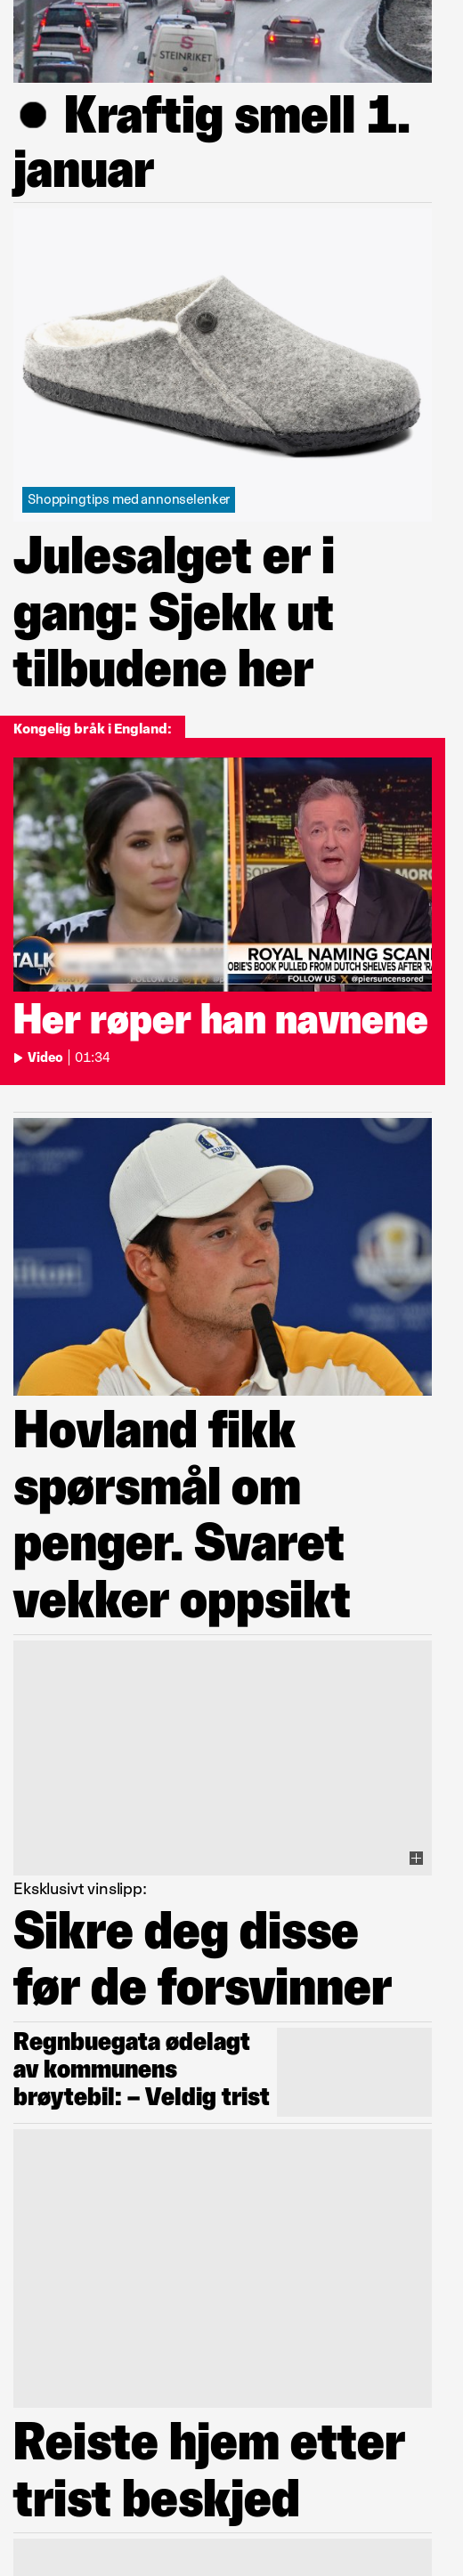 STEINRIKET
● Kraftig smell 1.
januar
Shoppingtips med annonselenker
Julesalget er i
gang: Sjekk ut
tilbudene her
Kongelig bråk i England:
TALK
TV
ROYAL NAMING SCAN
OBIE'S BOOK PULLED FROM DUTCH SHELVES AFTER 'R
FOLLOW US X @piersuncensored
Her røper han navnene
Video | 01:34
Hovland fikk
spørsmål om
penger. Svaret
vekker oppsikt
Eksklusivt vinslipp:
Sikre deg disse
før de forsvinner
Regnbuegata ødelagt
av kommunens
brøytebil: – Veldig trist
Reiste hjem etter
trist beskjed